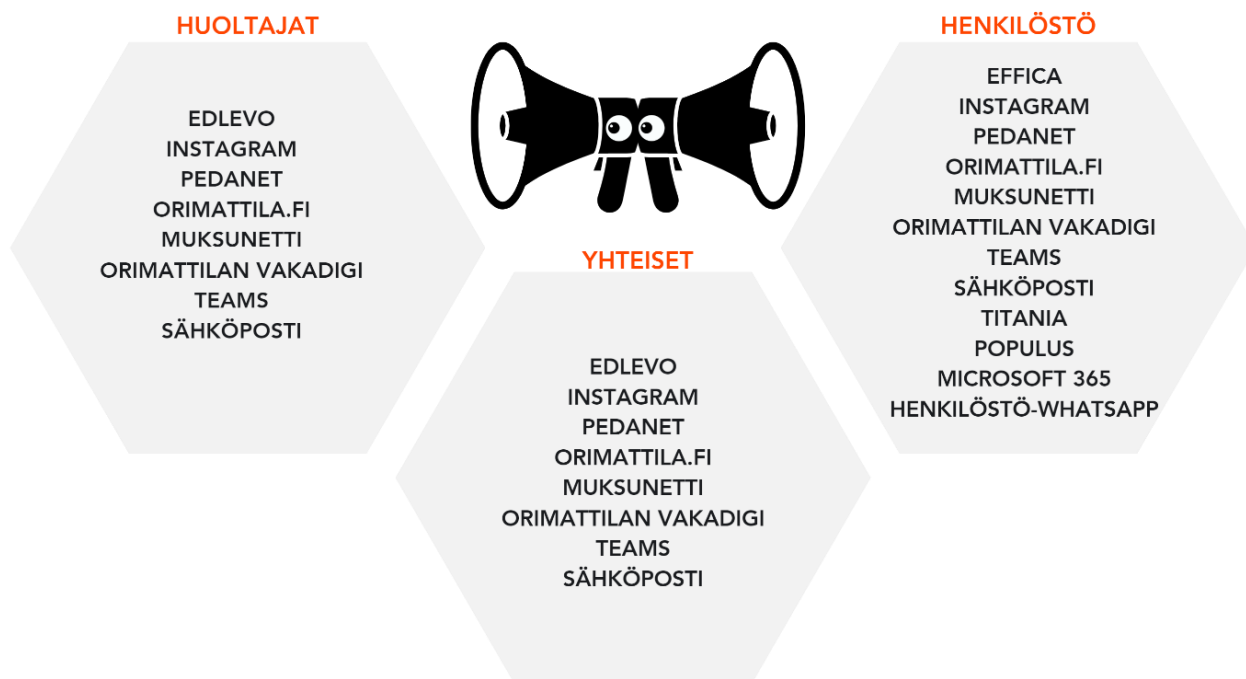 HUOLTAJAT
EDLEVO
INSTAGRAM
PEDANET
ORIMATTILA.FI
MUKSUNETTI
ORIMATTILAN VAKADIGI
TEAMS
SÄHKÖPOSTI
YHTEISET
EDLEVO
INSTAGRAM
PEDANET
ORIMATTILA.FI
MUKSUNETTI
ORIMATTILAN VAKADIGI
TEAMS
SÄHKÖPOSTI
HENKILÖSTÖ
EFFICA
INSTAGRAM
PEDANET
ORIMATTILA.FI
MUKSUNETTI
ORIMATTILAN VAKADIGI
TEAMS
SÄHKÖPOSTI
TITANIA
POPULUS
MICROSOFT 365
HENKILÖSTÖ-WHATSAPP